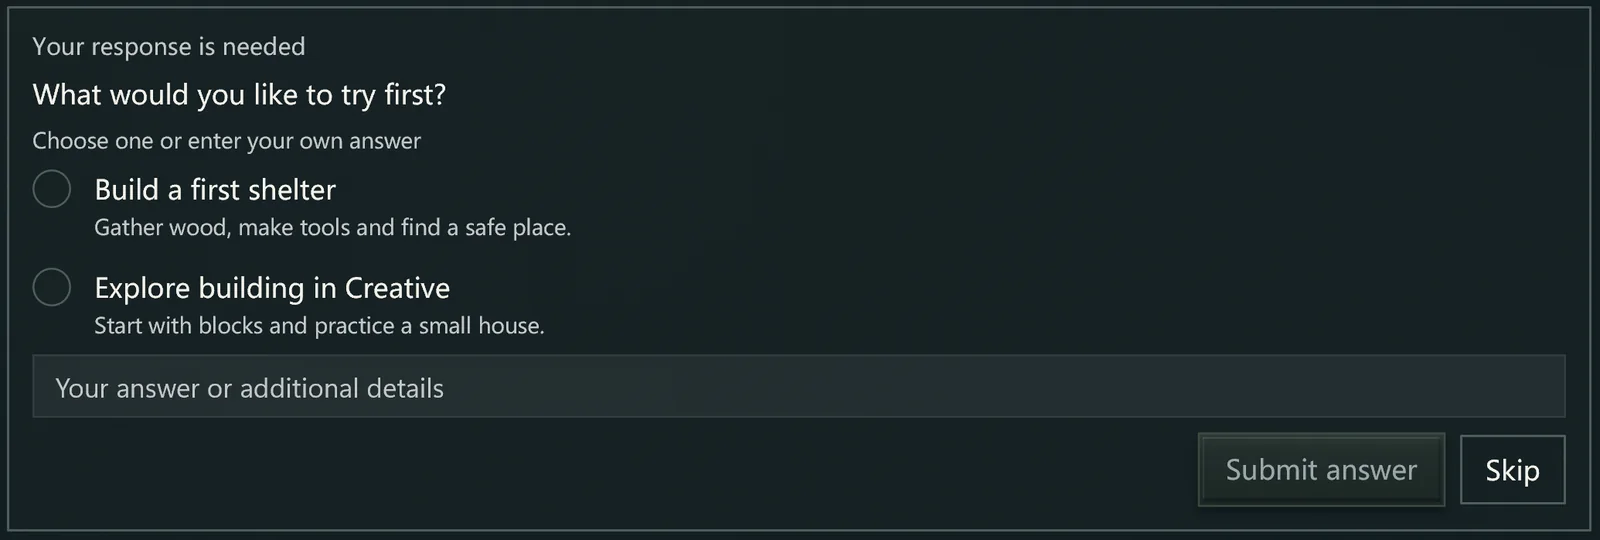 Your response is needed
What would you like to try first?
Choose one or enter your own answer
Build a first shelter
Gather wood, make tools and find a safe place.
Explore building in Creative
Start with blocks and practice a small house.
Your answer or additional details
Submit answer
Skip